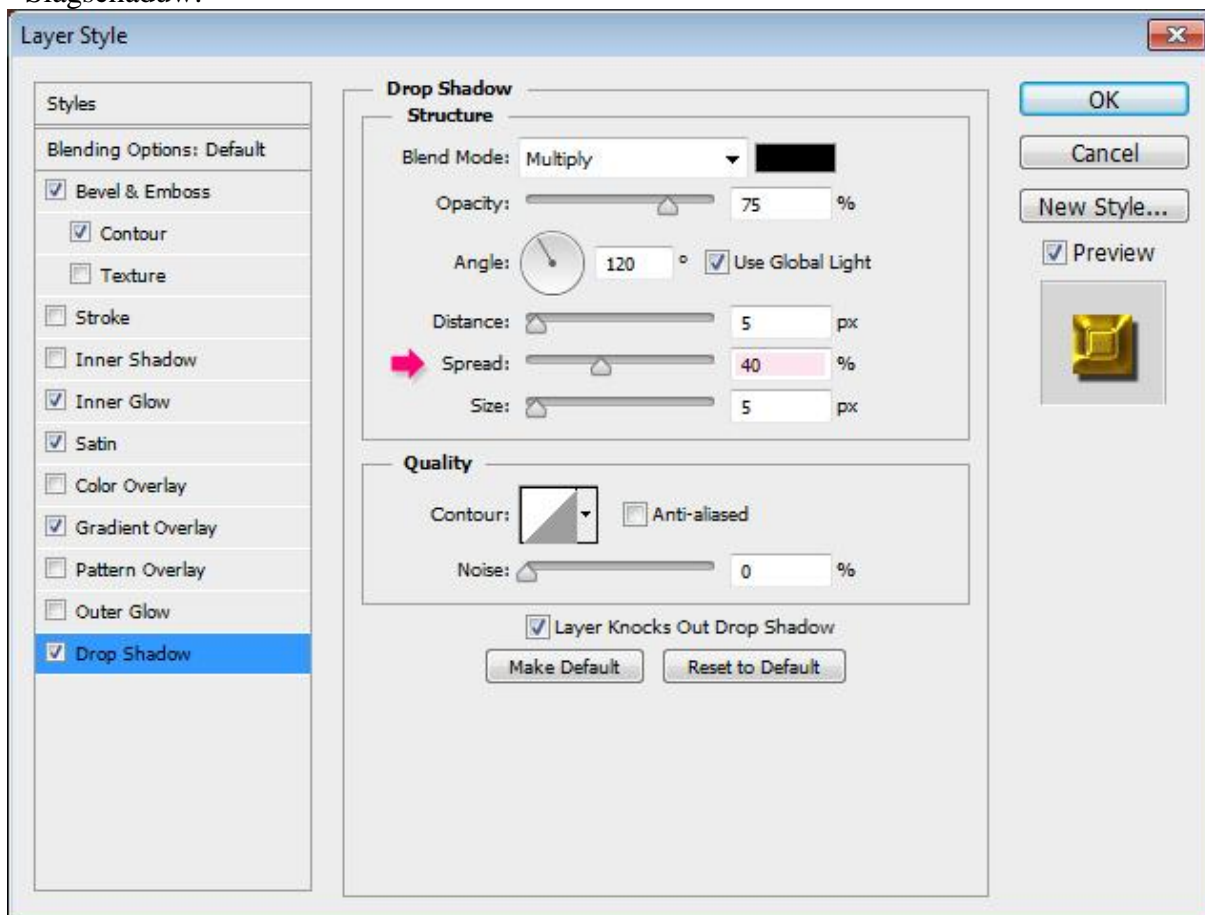 Layer Style
Styles
Blending Options: Default
Bevel & Emboss
Contour
Texture
Stroke
Inner Shadow
Inner Glow
Satin
Color Overlay
Gradient Overlay
Pattern Overlay
Outer Glow
Drop Shadow
Drop Shadow
Structure
Blend Mode: Multiply
Opacity: 75 %
Angle: 120 ° Use Global Light
Distance: 5 px
Spread: 40 %
Size: 5 px
Quality
Contour: Anti-aliased
Noise: 0 %
Layer Knocks Out Drop Shadow
Make Default Reset to Default
OK
Cancel
New Style...
Preview